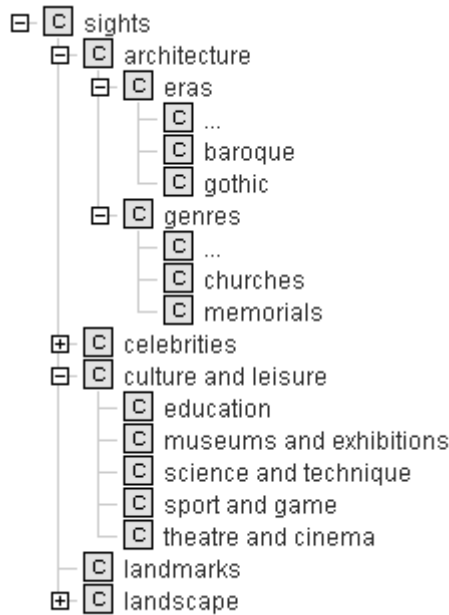 C sights
C architecture
C eras
C ...
C baroque
C gothic
C genres
C ...
C churches
C memorials
C celebrities
C culture and leisure
C education
C museums and exhibitions
C science and technique
C sport and game
C theatre and cinema
C landmarks
C landscape